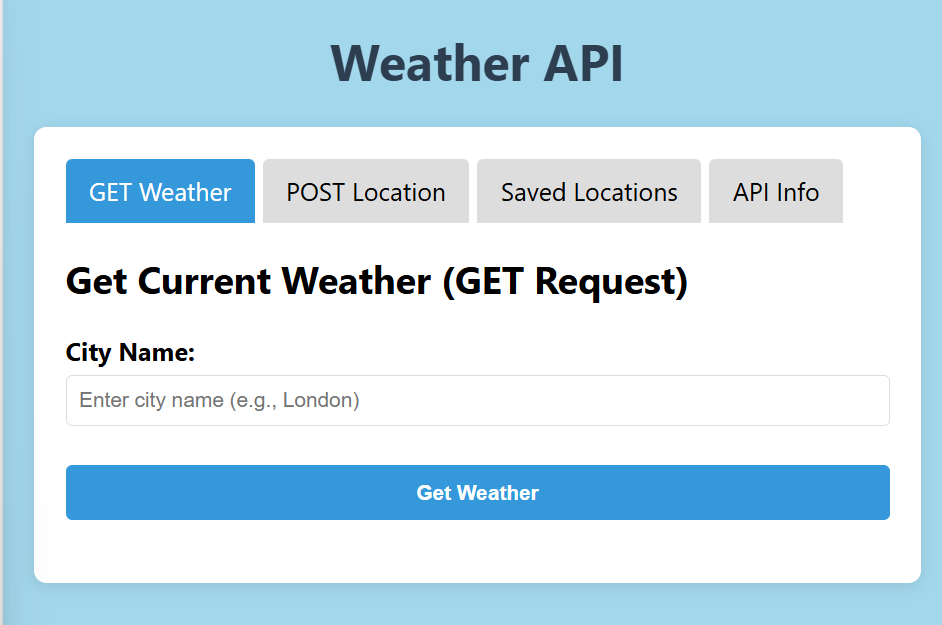 Weather API
GET Weather POST Location Saved Locations API Info
Get Current Weather (GET Request)
City Name:
Enter city name (e.g., London)
Get Weather